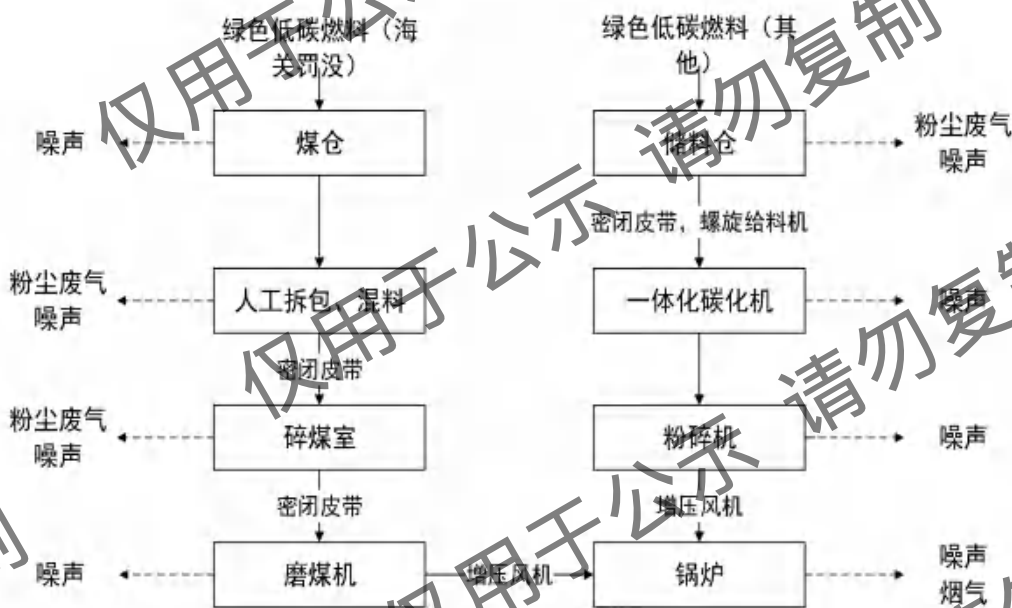 绿色低碳燃料（海
关罚没）
绿色低碳燃料（其
他）
噪声
煤仓
储料仓
粉尘废气
噪声
密闭皮带，螺旋给料机
粉尘废气
噪声
人工拆包、混料
一体化碳化机
噪声
密闭皮带
粉尘废气
噪声
碎煤室
粉碎机
噪声
密闭皮带
增压风机
噪声
磨煤机
增压风机
锅炉
噪声
烟气
仅用于公示 请勿复制
仅用于公示 请勿复制
仅用于公示
制